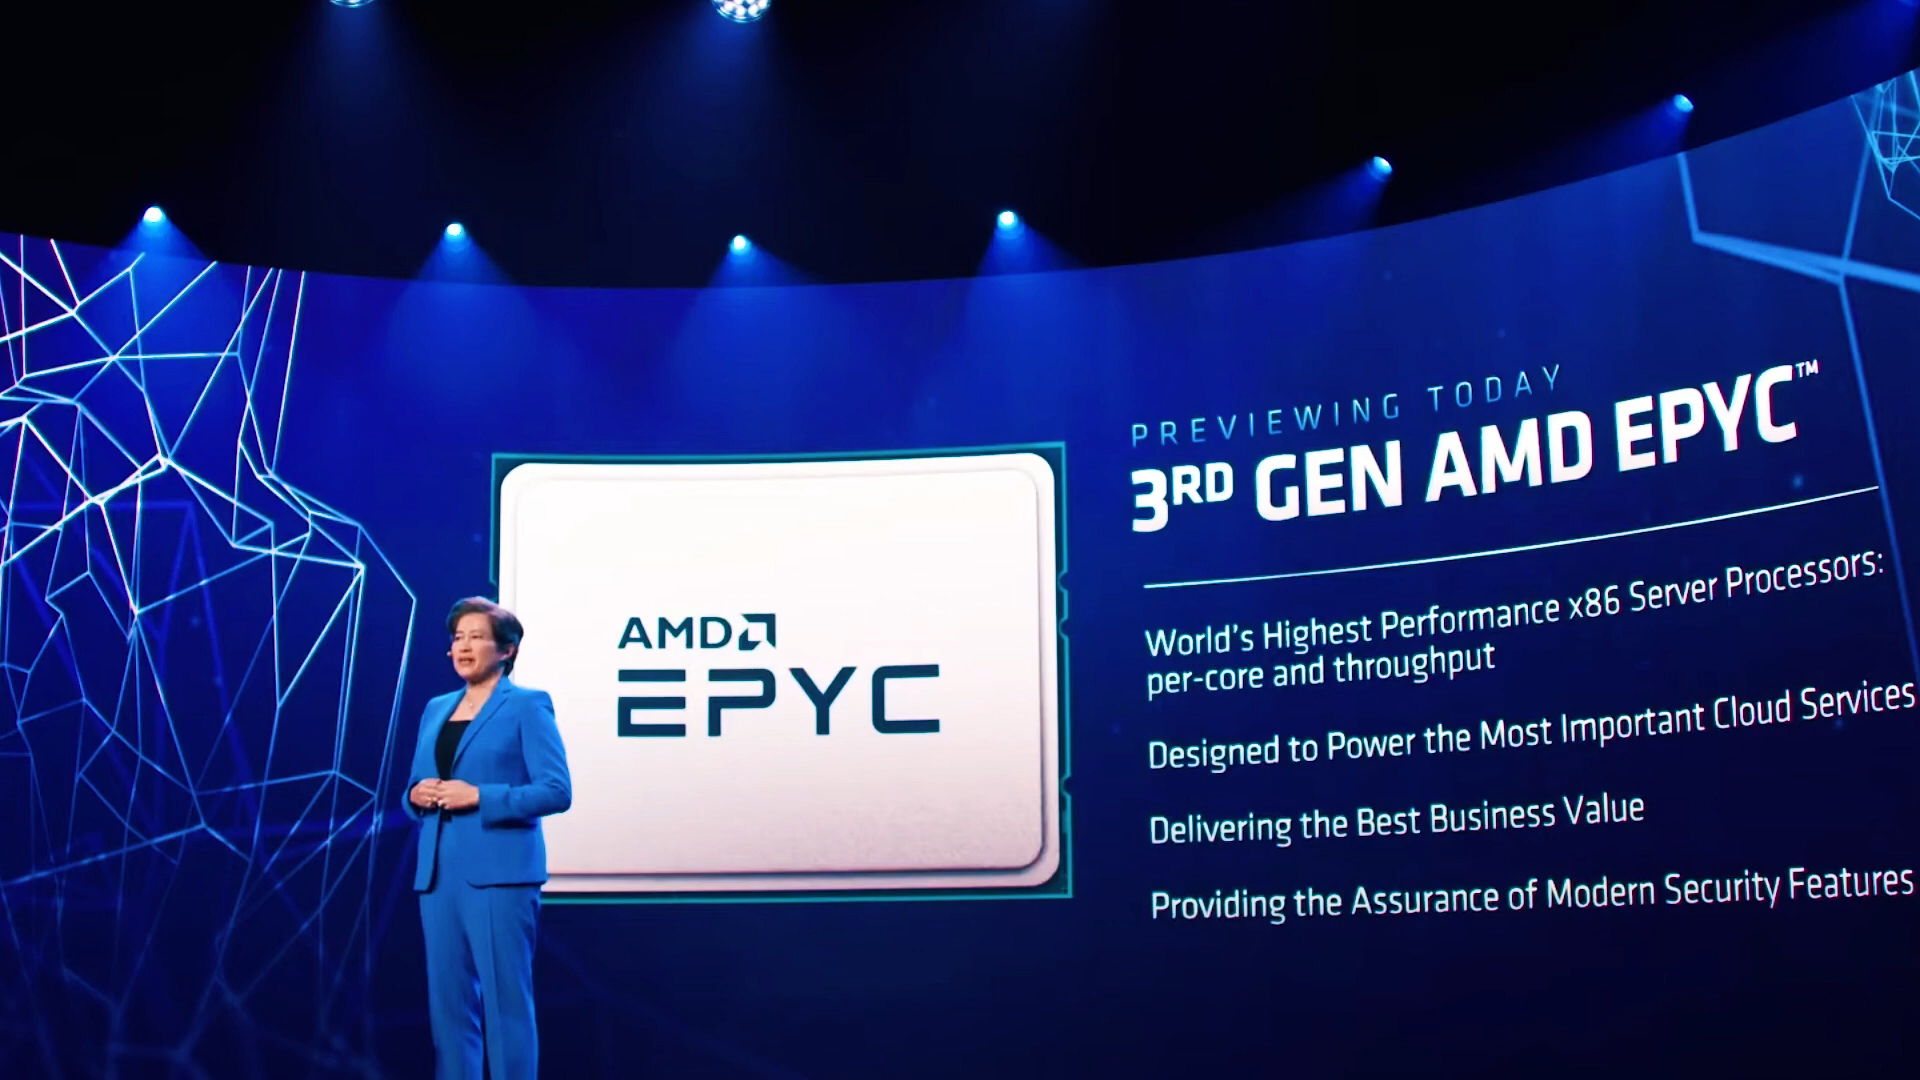 AMD
EPYC
PREVIEWING TODAY
3RD GEN AMD EPYC™
World's Highest Performance x86 Server Processors:
per-core and throughput
Designed to Power the Most Important Cloud Services
Delivering the Best Business Value
Providing the Assurance of Modern Security Features